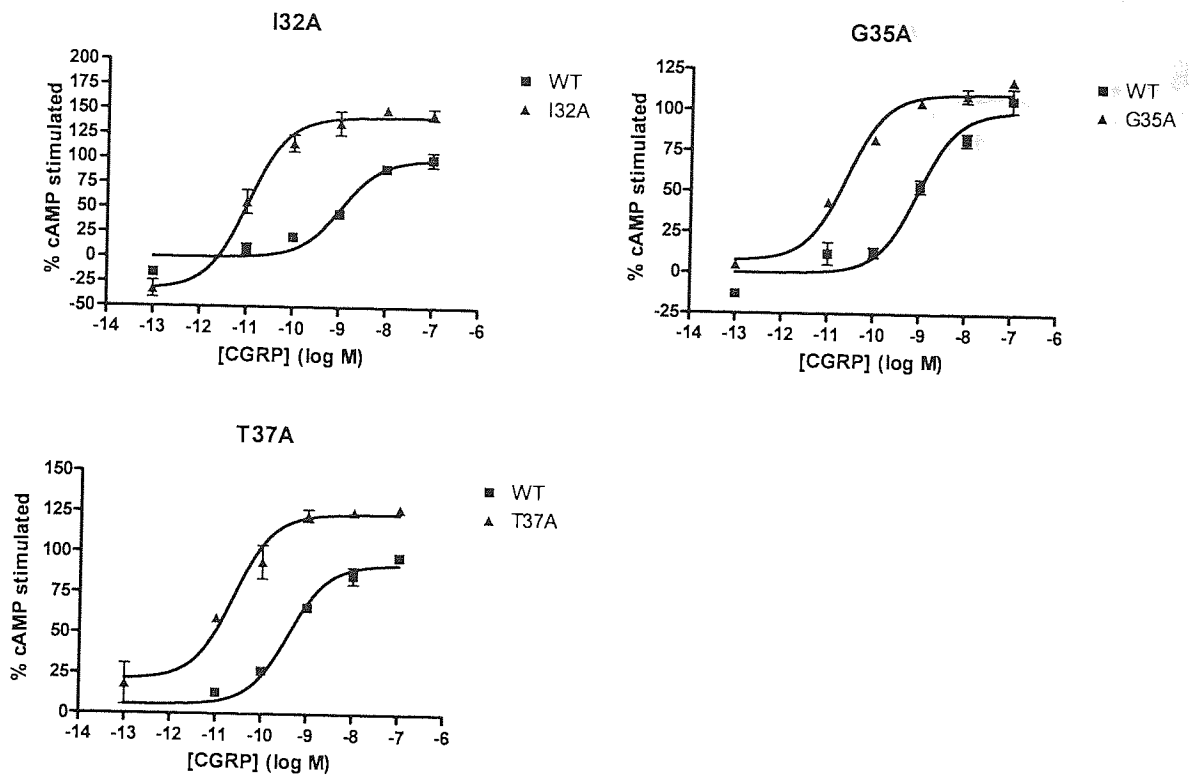 I32A
% cAMP stimulated
200
175
150
125
100
75
50
25
0
-25
-50
-14 -13 -12 -11 -10 -9 -8 -7 -6
[CGRP] (log M)
WT
I32A
G35A
% cAMP stimulated
125
100
75
50
25
0
-25
-14 -13 -12 -11 -10 -9 -8 -7 -6
[CGRP] (log M)
WT
G35A
T37A
% cAMP stimulated
150
125
100
75
50
25
0
-14 -13 -12 -11 -10 -9 -8 -7 -6
[CGRP] (log M)
WT
T37A